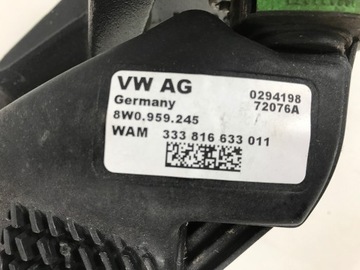 VW AG
Germany
0294198
72076A
8W0.959.245
WAM 333 816 633 011